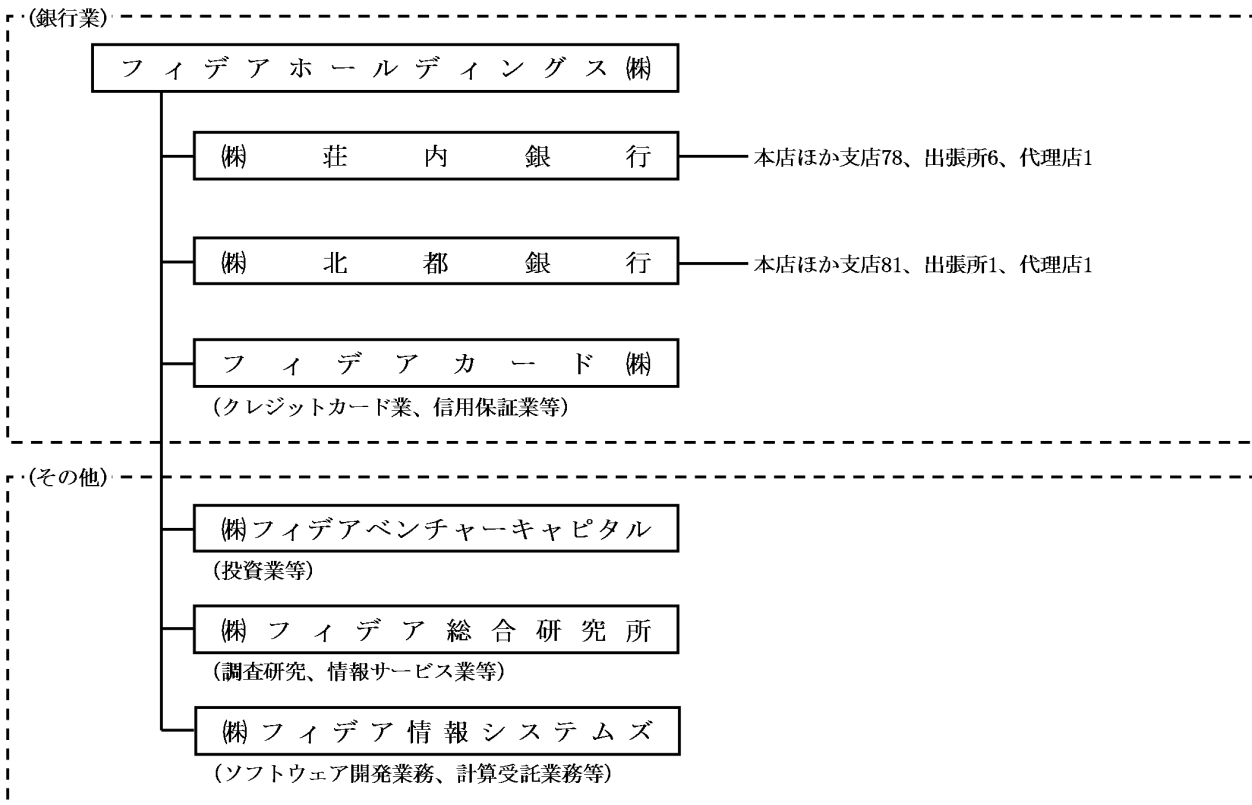 (銀行業)
フィデアホールディングス㈱
㈱荘内銀行
本店ほか支店78、出張所6、代理店1
㈱北都銀行
本店ほか支店81、出張所1、代理店1
フィデアカード㈱
(クレジットカード業、信用保証業等)
(その他)
㈱フィデアベンチャーキャピタル
(投資業等)
㈱フィデア総合研究所
(調査研究、情報サービス業等)
㈱フィデア情報システムズ
(ソフトウェア開発業務、計算受託業務等)